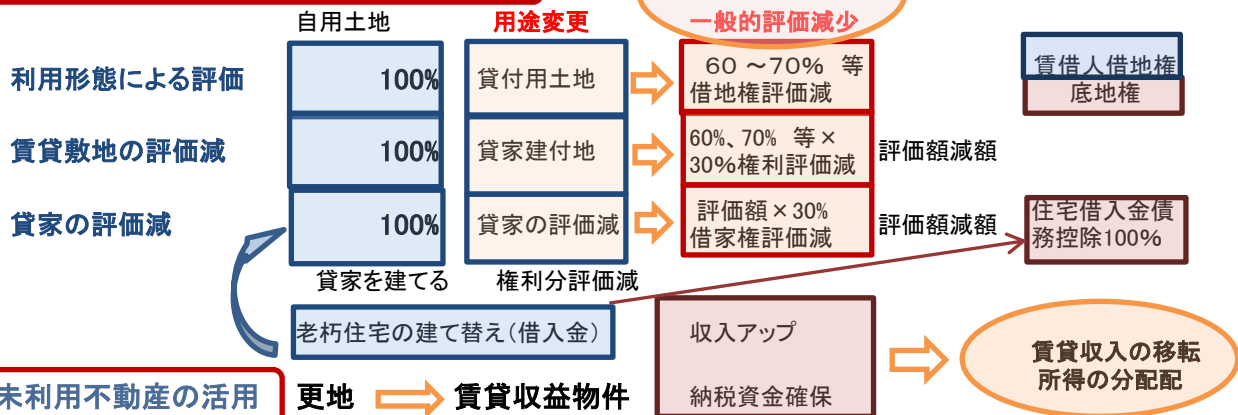 自用土地
用途変更
一般的評価減少
利用形態による評価
100%
貸付用土地
60 ～70% 等
借地権評価減
賃借人借地権
底地権
賃貸敷地の評価減
100%
貸家建付地
60%、70% 等×
30%権利評価減
評価額減額
貸家の評価減
100%
貸家の評価減
評価額×30%
借家権評価減
評価額減額
住宅借入金債
務控除100%
貸家を建てる
権利分評価減
老朽住宅の建て替え（借入金）
収入アップ
納税資金確保
賃貸収入の移転
所得の分配配
未利用不動産の活用
更地
賃貸収益物件